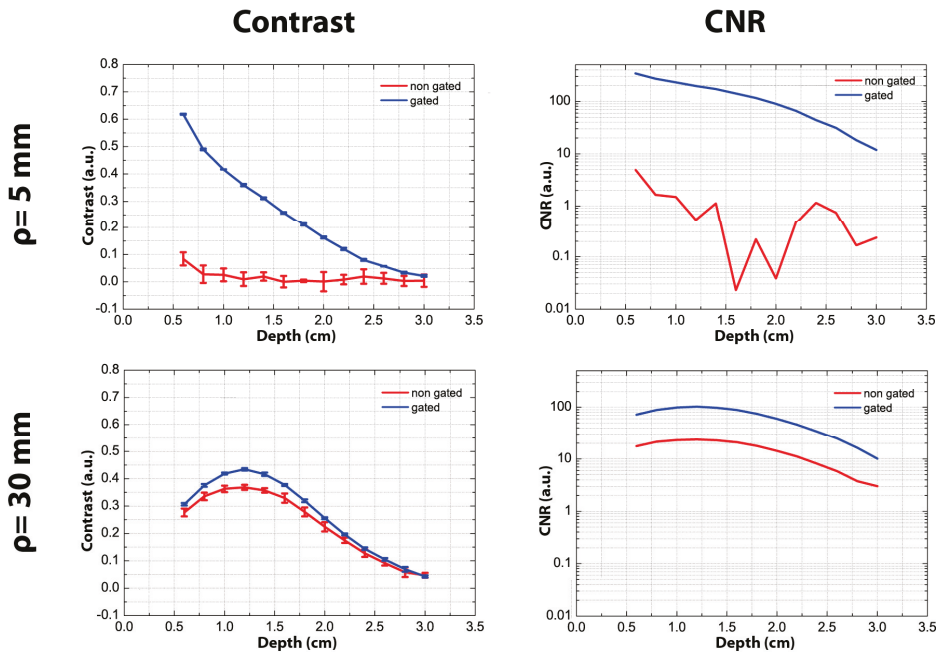 Contrast
CNR
ρ= 5 mm
0.8
0.7
0.6
0.5
0.4
0.3
0.2
0.1
0.0
-0.1
Contrast (a.u.)
non gated
gated
0.0 0.5 1.0 1.5 2.0 2.5 3.0 3.5
Depth (cm)
100
10
1
0.1
0.01
CNR (a.u.)
non gated
gated
0.0 0.5 1.0 1.5 2.0 2.5 3.0 3.5
Depth (cm)
ρ= 30 mm
0.8
0.7
0.6
0.5
0.4
0.3
0.2
0.1
0.0
-0.1
Contrast (a.u.)
non gated
gated
0.0 0.5 1.0 1.5 2.0 2.5 3.0 3.5
Depth (cm)
100
10
1
0.1
0.01
CNR (a.u.)
non gated
gated
0.0 0.5 1.0 1.5 2.0 2.5 3.0 3.5
Depth (cm)